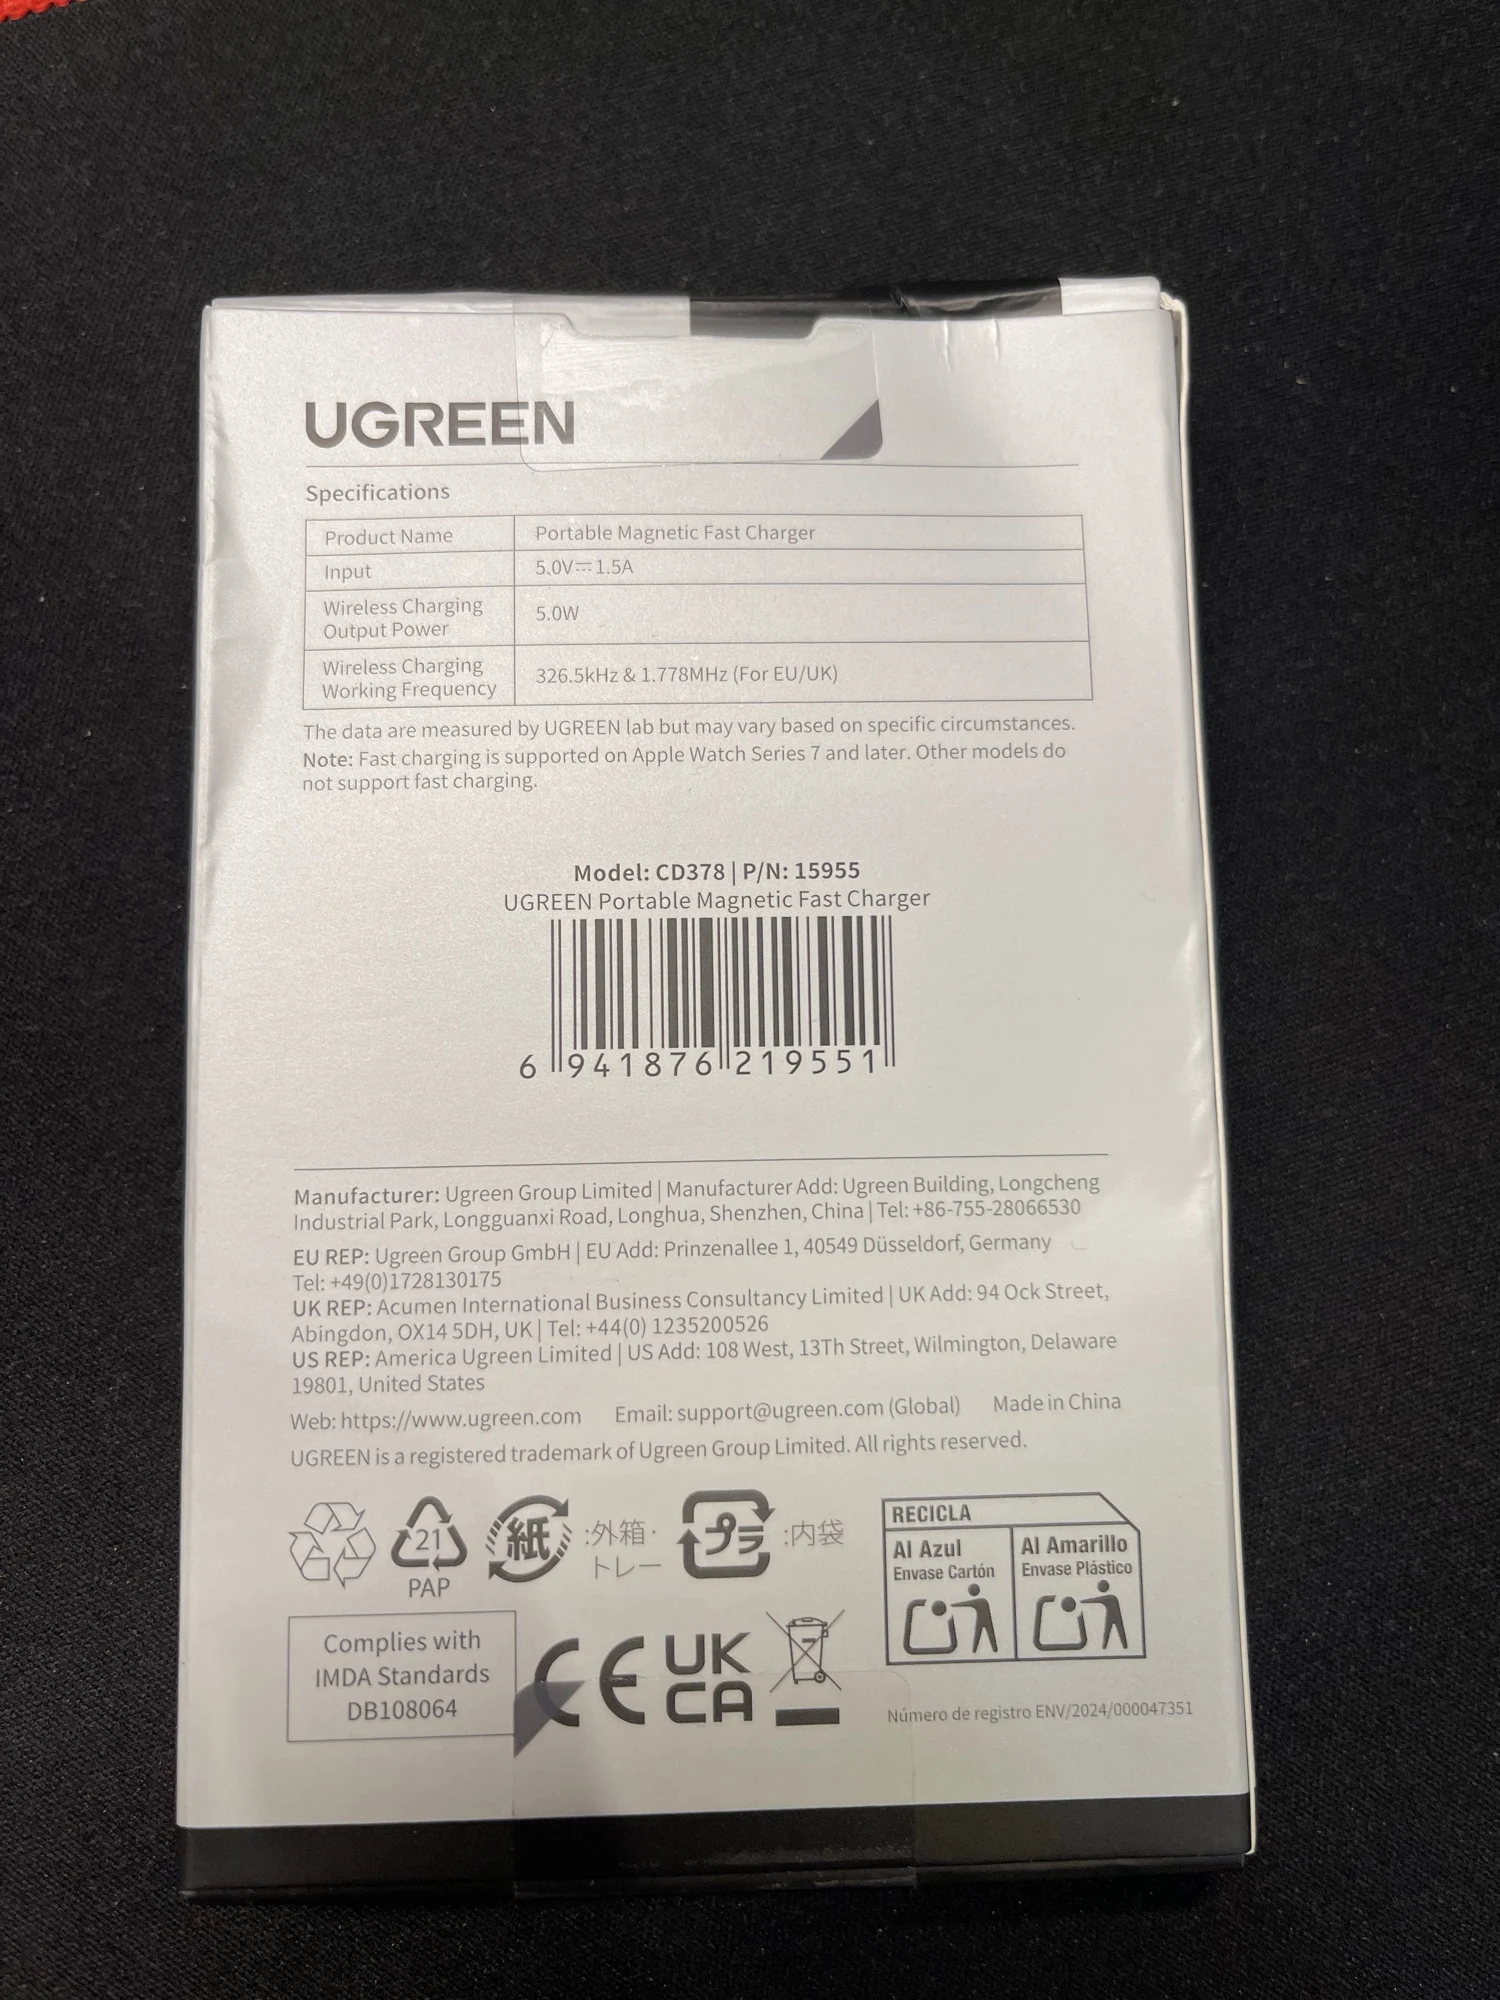 UGREEN
Specifications
Product Name Portable Magnetic Fast Charger
Input 5.0V⎓1.5A
Wireless Charging
Output Power 5.0W
Wireless Charging
Working Frequency 326.5kHz & 1.778MHz (For EU/UK)
The data are measured by UGREEN lab but may vary based on specific circumstances.
Note: Fast charging is supported on Apple Watch Series 7 and later. Other models do
not support fast charging.
Model: CD378 | P/N: 15955
UGREEN Portable Magnetic Fast Charger
6 941876 219551
Manufacturer: Ugreen Group Limited | Manufacturer Add: Ugreen Building, Longcheng
Industrial Park, Longguanxi Road, Longhua, Shenzhen, China | Tel: +86-755-28066530
EU REP: Ugreen Group GmbH | EU Add: Prinzenallee 1, 40549 Düsseldorf, Germany
Tel: +49(0)1728130175
UK REP: Acumen International Business Consultancy Limited | UK Add: 94 Ock Street,
Abingdon, OX14 5DH, UK | Tel: +44(0) 1235200526
US REP: America Ugreen Limited | US Add: 108 West, 13Th Street, Wilmington, Delaware
19801, United States
Web: https://www.ugreen.com Email: support@ugreen.com (Global) Made in China
UGREEN is a registered trademark of Ugreen Group Limited. All rights reserved.
21
PAP
紙
:外箱·
トレー
プラ
:内袋
RECICLA
Al Azul
Envase Cartón
Al Amarillo
Envase Plástico
Complies with
IMDA Standards
DB108064
CE
UK
CA
Número de registro ENV/2024/000047351